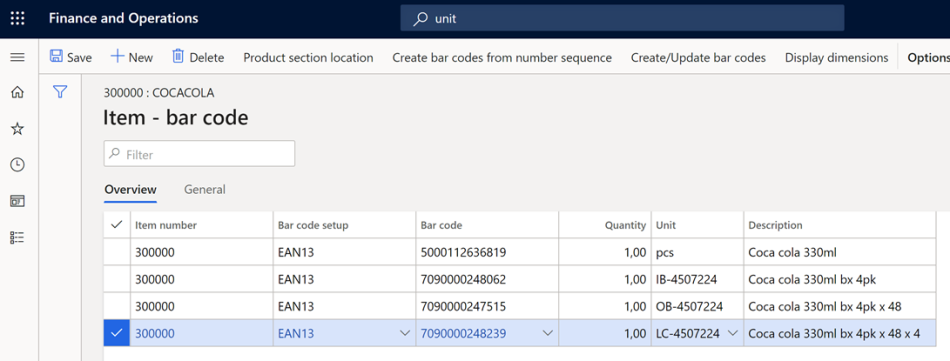 Finance and Operations
unit
Save New Delete Product section location Create bar codes from number sequence Create/Update bar codes Display dimensions Options
300000 : COCACOLA
Item - bar code
Filter
Overview General
Item number Bar code setup Bar code Quantity Unit Description
300000 EAN13 5000112636819 1,00 pcs Coca cola 330ml
300000 EAN13 7090000248062 1,00 IB-4507224 Coca cola 330ml bx 4pk
300000 EAN13 7090000247515 1,00 OB-4507224 Coca cola 330ml bx 4pk x 48
300000 EAN13 7090000248239 1,00 LC-4507224 Coca cola 330ml bx 4pk x 48 x 4